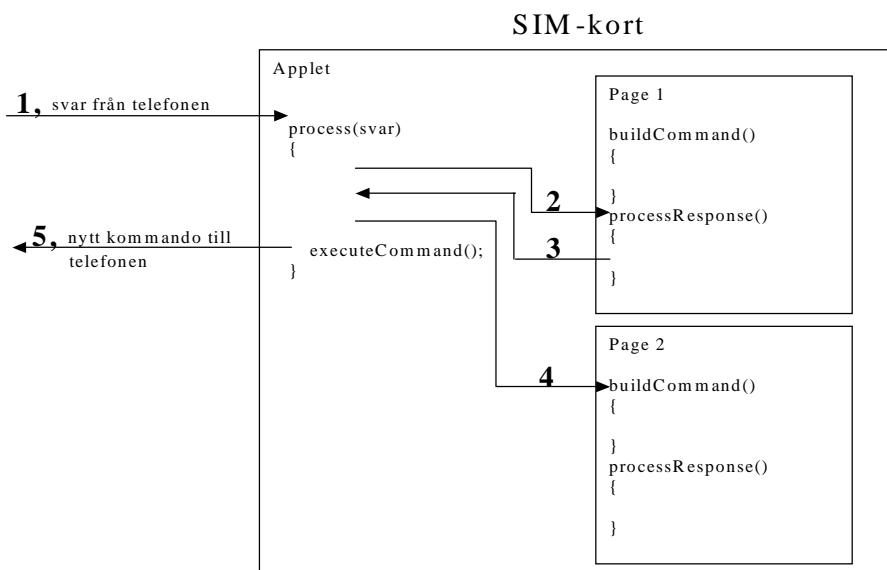 SIM-kort
Applet
1, svar från telefonen
process(svar)
{
5, nytt kommando till
telefonen
executeCommand();
}
2
3
4
Page 1
buildCommand()
{
}
processResponse()
{
}
Page 2
buildCommand()
{
}
processResponse()
{
}